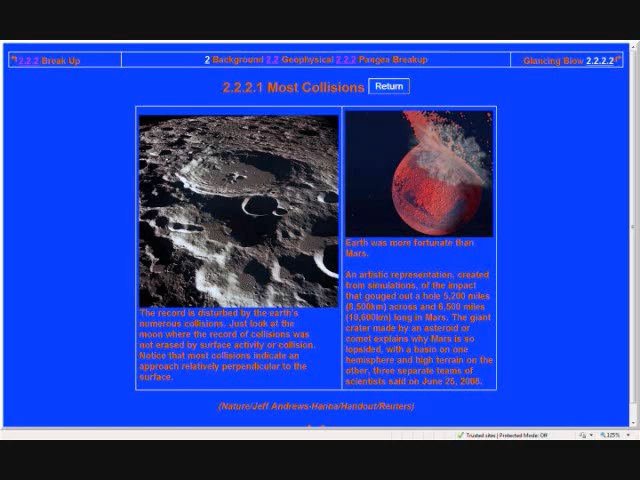 2.2.2 Break Up
2 Background 2.2 Geophysical 2.2.2 Pangea Breakup
Glancing Blow 2.2.2.2
2.2.2.1 Most Collisions Return
The record is disturbed by the earth's
numerous collisions. Just look at the
moon where the record of collisions was
not erased by surface activity or collision.
Notice that most collisions indicate an
approach relatively perpendicular to the
surface.
Earth was more fortunate than
Mars.
An artistic representation, created
from simulations, of the impact
that gouged out a hole 5,200 miles
(8,500km) across and 6,500 miles
(10,600km) long in Mars. The giant
crater made by an asteroid or
comet explains why Mars is so
lopsided, with a basin on one
hemisphere and high terrain on the
other, three separate teams of
scientists said on June 25, 2008.
(Nature/Jeff Andrews-Hanna/Handout/Reuters)
Trusted sites | Protected Mode: Off
125%